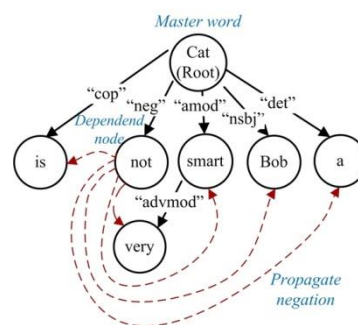 Master word
Cat
(Root)
“cop”
“neg”
“amod”
“nsbj”
“det”
Dependend
node
is
not
smart
Bob
a
“advmod”
very
Propagate
negation